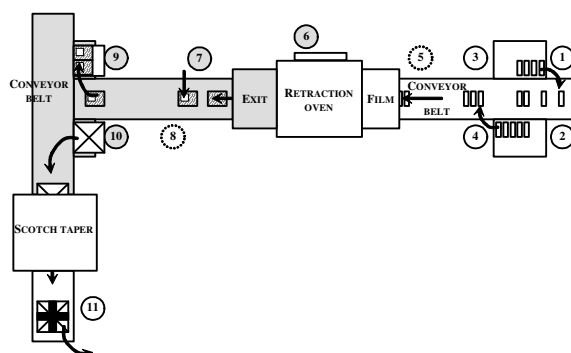 6
9
7
5
3
1
CONVEYOR
BELT
EXIT
RETRACTION
OVEN
FILM
CONVEYOR
BELT
10
8
4
2
SCOTCH TAPER
11